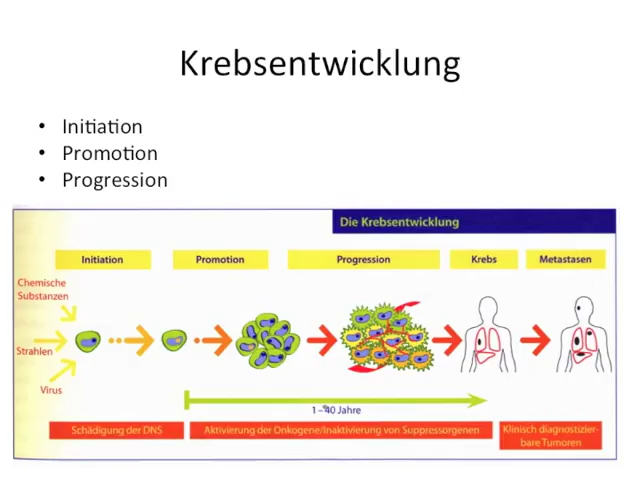 Krebsentwicklung
• Initiation
• Promotion
• Progression
Die Krebsentwicklung
Initiation
Promotion
Progression
Krebs
Metastasen
Chemische
Substanzen
Strahlen
Virus
1–40 Jahre
Schädigung der DNS
Aktivierung der Onkogene/Inaktivierung von Suppressorgenen
Klinisch diagnostizier-
bare Tumoren